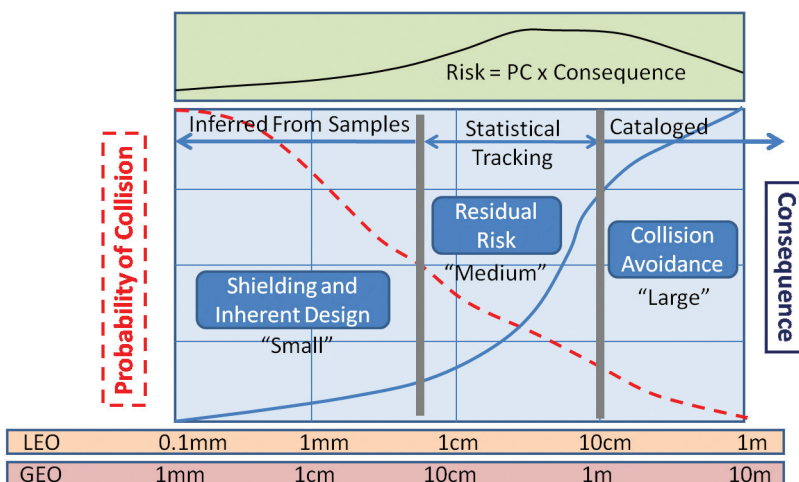 Risk = PC x Consequence
Inferred From Samples
Statistical
Tracking
Cataloged
Probability of Collision
Consequence
Residual
Risk
"Medium"
Collision
Avoidance
"Large"
Shielding and
Inherent Design
"Small"
LEO 0.1mm 1mm 1cm 10cm 1m
GEO 1mm 1cm 10cm 1m 10m